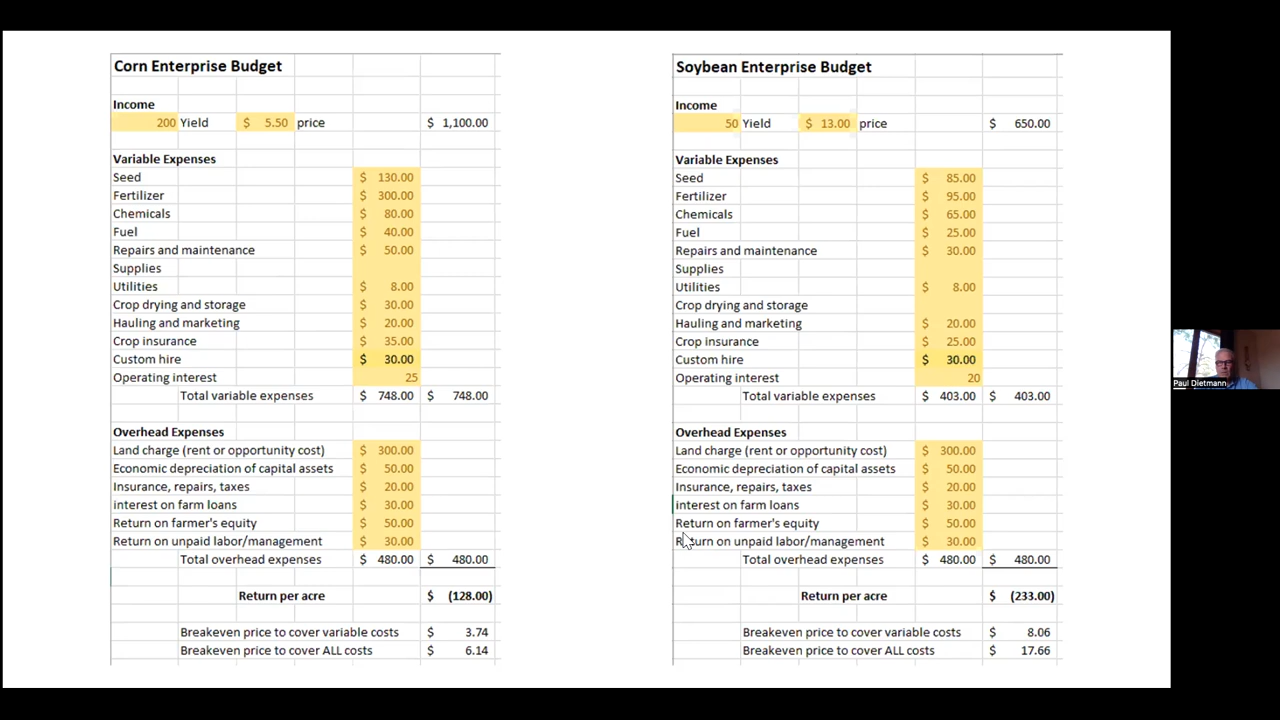 Corn Enterprise Budget
Income
200 Yield $ 5.50 price $ 1,100.00
Variable Expenses
Seed $ 130.00
Fertilizer $ 300.00
Chemicals $ 80.00
Fuel $ 40.00
Repairs and maintenance $ 50.00
Supplies
Utilities $ 8.00
Crop drying and storage $ 30.00
Hauling and marketing $ 20.00
Crop insurance $ 35.00
Custom hire $ 30.00
Operating interest 25
Total variable expenses $ 748.00 $ 748.00
Overhead Expenses
Land charge (rent or opportunity cost) $ 300.00
Economic depreciation of capital assets $ 50.00
Insurance, repairs, taxes $ 20.00
interest on farm loans $ 30.00
Return on farmer's equity $ 50.00
Return on unpaid labor/management $ 30.00
Total overhead expenses $ 480.00 $ 480.00
Return per acre $ (128.00)
Breakeven price to cover variable costs $ 3.74
Breakeven price to cover ALL costs $ 6.14
Soybean Enterprise Budget
Income
50 Yield $ 13.00 price $ 650.00
Variable Expenses
Seed $ 85.00
Fertilizer $ 95.00
Chemicals $ 65.00
Fuel $ 25.00
Repairs and maintenance $ 30.00
Supplies
Utilities $ 8.00
Crop drying and storage
Hauling and marketing $ 20.00
Crop insurance $ 25.00
Custom hire $ 30.00
Operating interest 20
Total variable expenses $ 403.00 $ 403.00
Overhead Expenses
Land charge (rent or opportunity cost) $ 300.00
Economic depreciation of capital assets $ 50.00
Insurance, repairs, taxes $ 20.00
interest on farm loans $ 30.00
Return on farmer's equity $ 50.00
Return on unpaid labor/management $ 30.00
Total overhead expenses $ 480.00 $ 480.00
Return per acre $ (233.00)
Breakeven price to cover variable costs $ 8.06
Breakeven price to cover ALL costs $ 17.66
Paul Dietmann